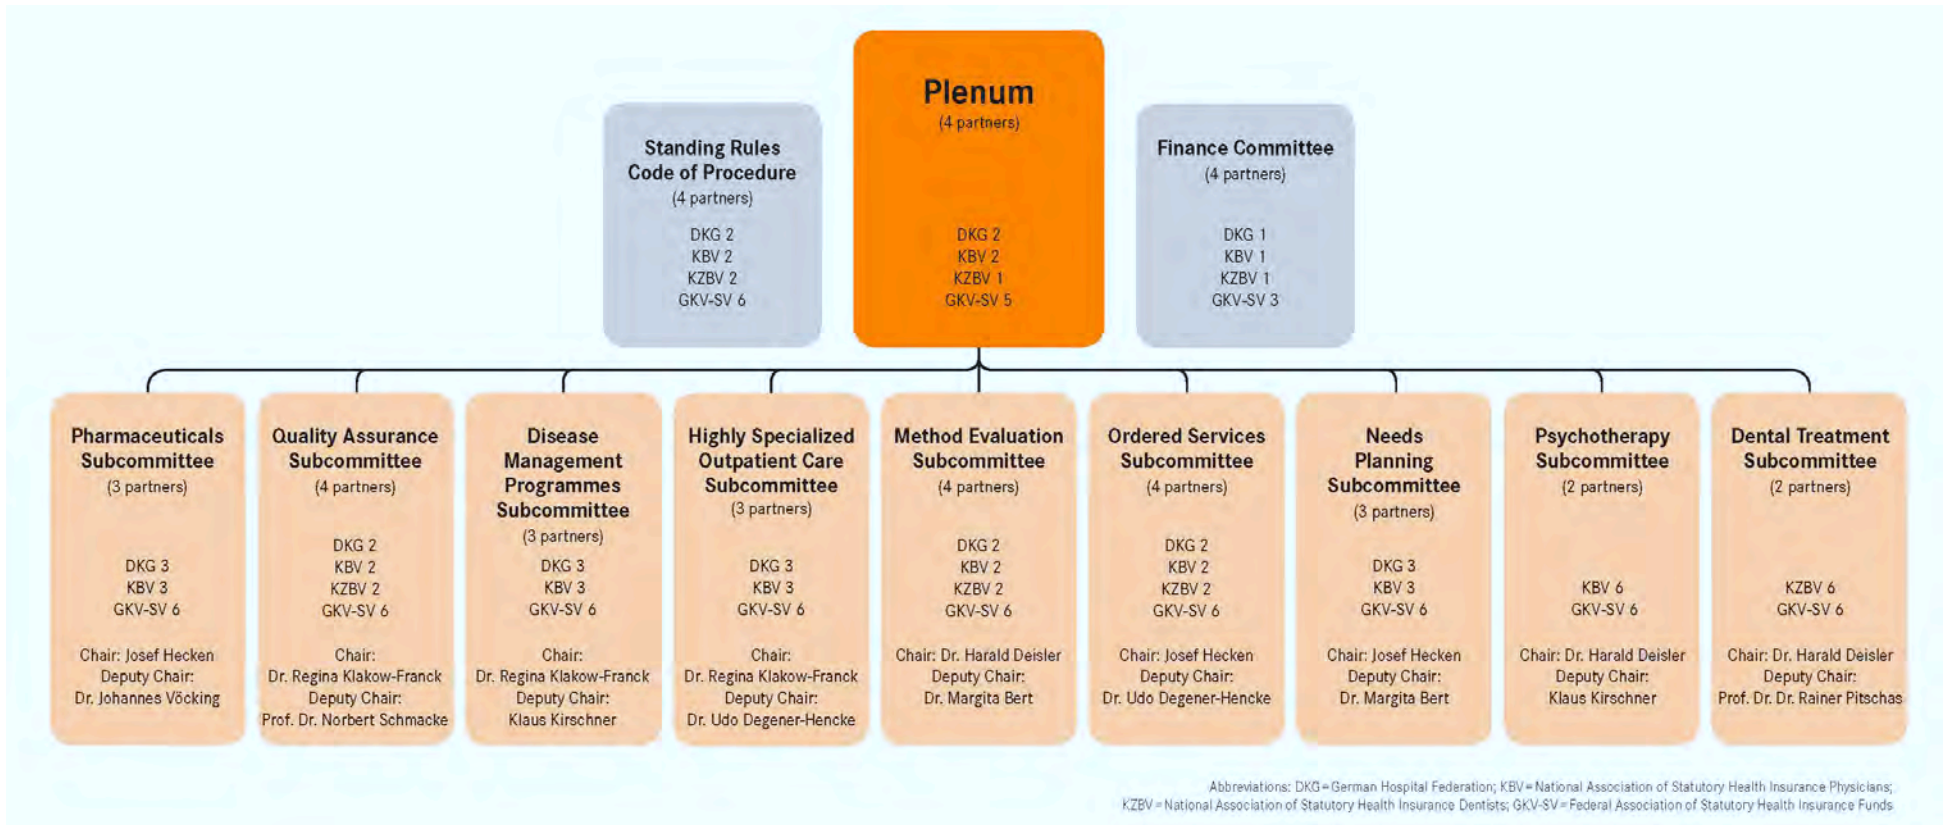 Plenum
(4 partners)
DKG 2
KBV 2
KZBV 1
GKV-SV 5
Standing Rules
Code of Procedure
(4 partners)
DKG 2
KBV 2
KZBV 2
GKV-SV 6
Finance Committee
(4 partners)
DKG 1
KBV 1
KZBV 1
GKV-SV 3
Pharmaceuticals
Subcommittee
(3 partners)
DKG 3
KBV 3
GKV-SV 6
Chair: Josef Hecken
Deputy Chair:
Dr. Johannes Vöcking
Quality Assurance
Subcommittee
(4 partners)
DKG 2
KBV 2
KZBV 2
GKV-SV 6
Chair:
Dr. Regina Klakow-Franck
Deputy Chair:
Prof. Dr. Norbert Schmacke
Disease
Management
Programmes
Subcommittee
(3 partners)
DKG 3
KBV 3
GKV-SV 6
Chair:
Dr. Regina Klakow-Franck
Deputy Chair:
Klaus Kirschner
Highly Specialized
Outpatient Care
Subcommittee
(3 partners)
DKG 3
KBV 3
GKV-SV 6
Chair:
Dr. Regina Klakow-Franck
Deputy Chair:
Dr. Udo Degener-Hencke
Method Evaluation
Subcommittee
(4 partners)
DKG 2
KBV 2
KZBV 2
GKV-SV 6
Chair: Dr. Harald Deisler
Deputy Chair:
Dr. Margita Bert
Ordered Services
Subcommittee
(4 partners)
DKG 2
KBV 2
KZBV 2
GKV-SV 6
Chair: Josef Hecken
Deputy Chair:
Dr. Udo Degener-Hencke
Needs
Planning
Subcommittee
(3 partners)
DKG 3
KBV 3
GKV-SV 6
Chair: Josef Hecken
Deputy Chair:
Dr. Margita Bert
Psychotherapy
Subcommittee
(2 partners)
KBV 6
GKV-SV 6
Chair: Dr. Harald Deisler
Deputy Chair:
Klaus Kirschner
Dental Treatment
Subcommittee
(2 partners)
KZBV 6
GKV-SV 6
Chair: Dr. Harald Deisler
Deputy Chair:
Prof. Dr. Dr. Rainer Pitschas
Abbreviations: DKG = German Hospital Federation; KBV = National Association of Statutory Health Insurance Physicians;
KZBV = National Association of Statutory Health Insurance Dentists; GKV-SV = Federal Association of Statutory Health Insurance Funds